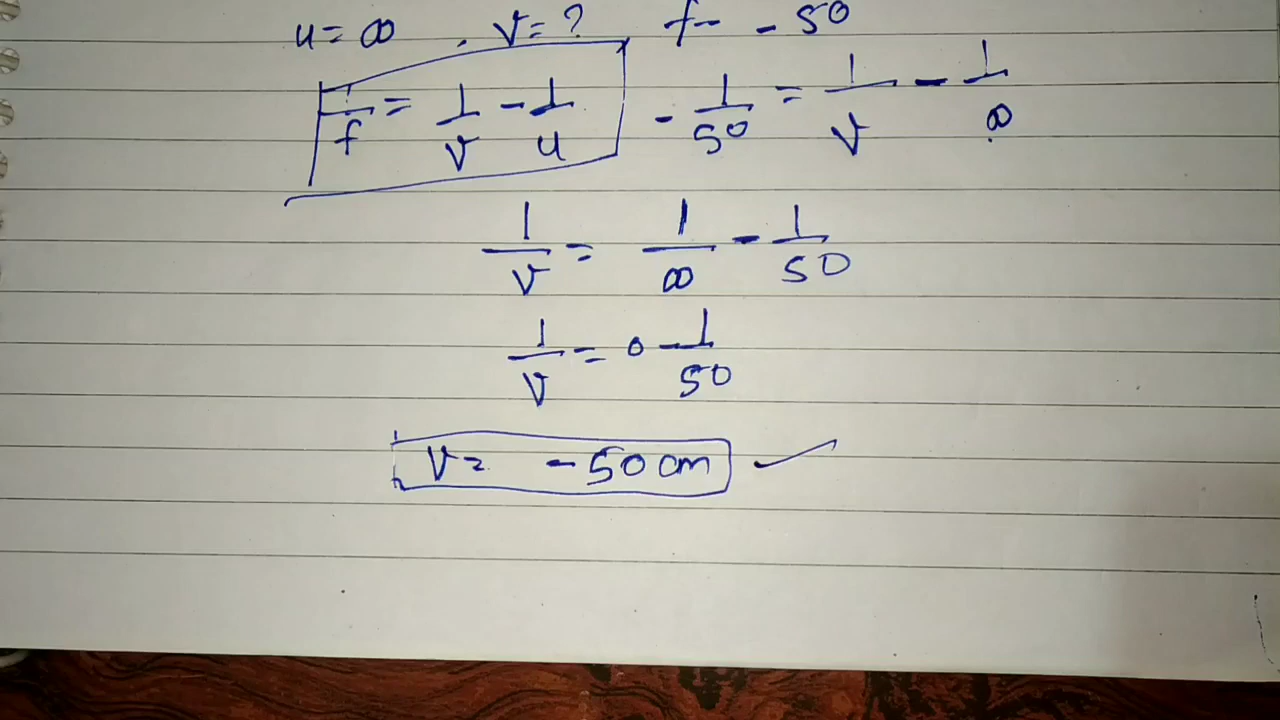 u = ∞ , v = ? f - - 50
1/f = 1/v - 1/u - 1/50 = 1/v - 1/∞
1/v = 1/∞ - 1/50
1/v = 0 - 1/50
v = - 50 cm ✓